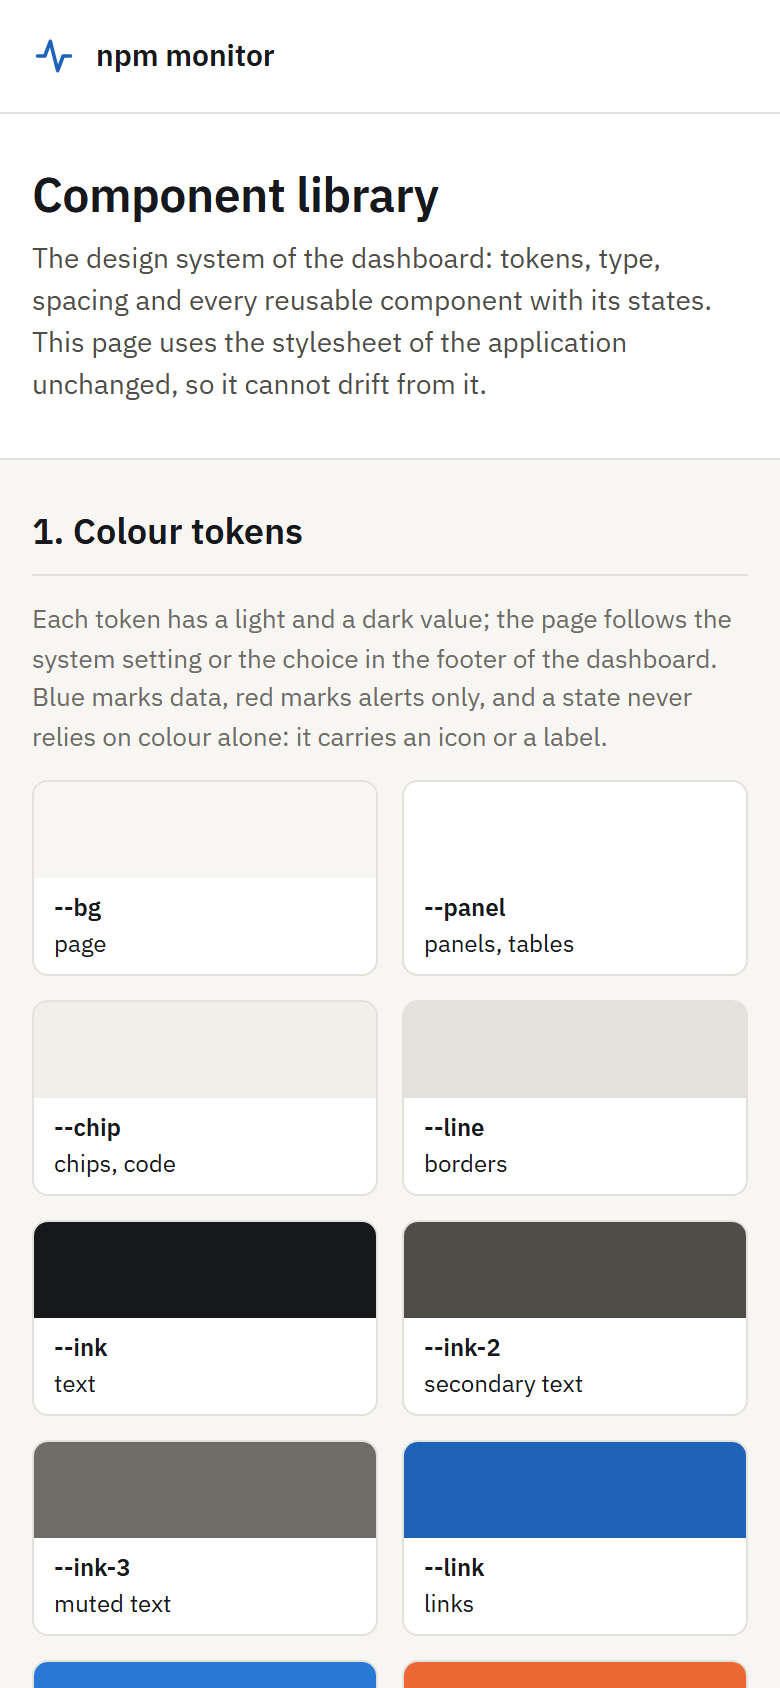 npm monitor
Component library
The design system of the dashboard: tokens, type,
spacing and every reusable component with its states.
This page uses the stylesheet of the application
unchanged, so it cannot drift from it.
1. Colour tokens
Each token has a light and a dark value; the page follows the
system setting or the choice in the footer of the dashboard.
Blue marks data, red marks alerts only, and a state never
relies on colour alone: it carries an icon or a label.
--bg
page
--panel
panels, tables
--chip
chips, code
--line
borders
--ink
text
--ink-2
secondary text
--ink-3
muted text
--link
links